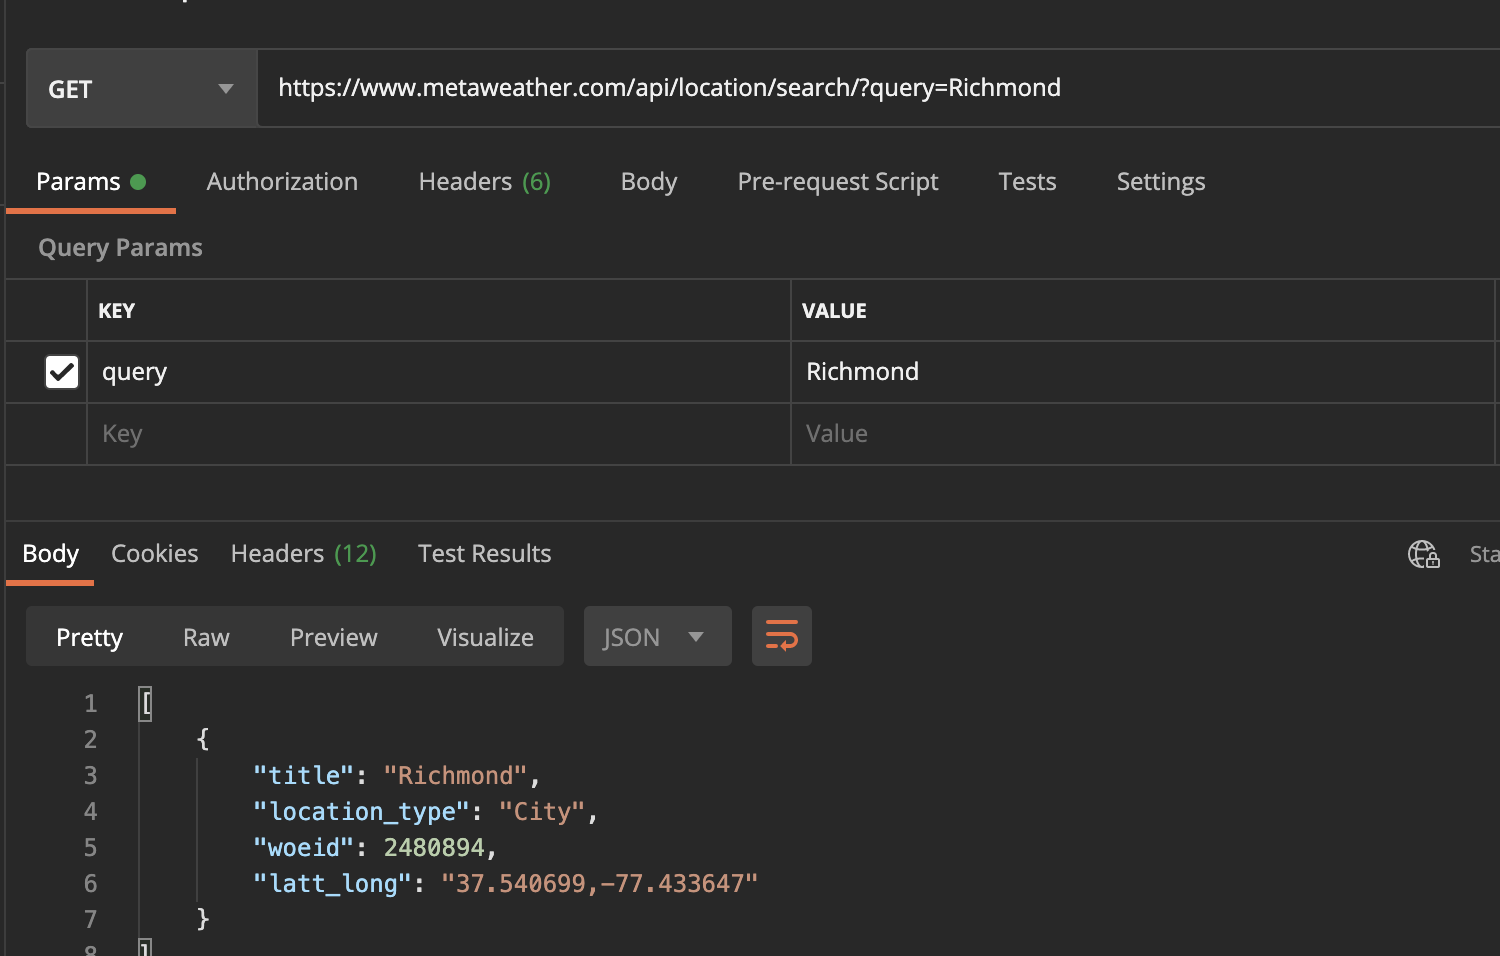 GET https://www.metaweather.com/api/location/search/?query=Richmond
Params Authorization Headers (6) Body Pre-request Script Tests Settings
Query Params
KEY VALUE
query Richmond
Key Value
Body Cookies Headers (12) Test Results Sta
Pretty Raw Preview Visualize JSON
1 [
2 {
3 "title": "Richmond",
4 "location_type": "City",
5 "woeid": 2480894,
6 "latt_long": "37.540699,-77.433647"
7 }
8 ]